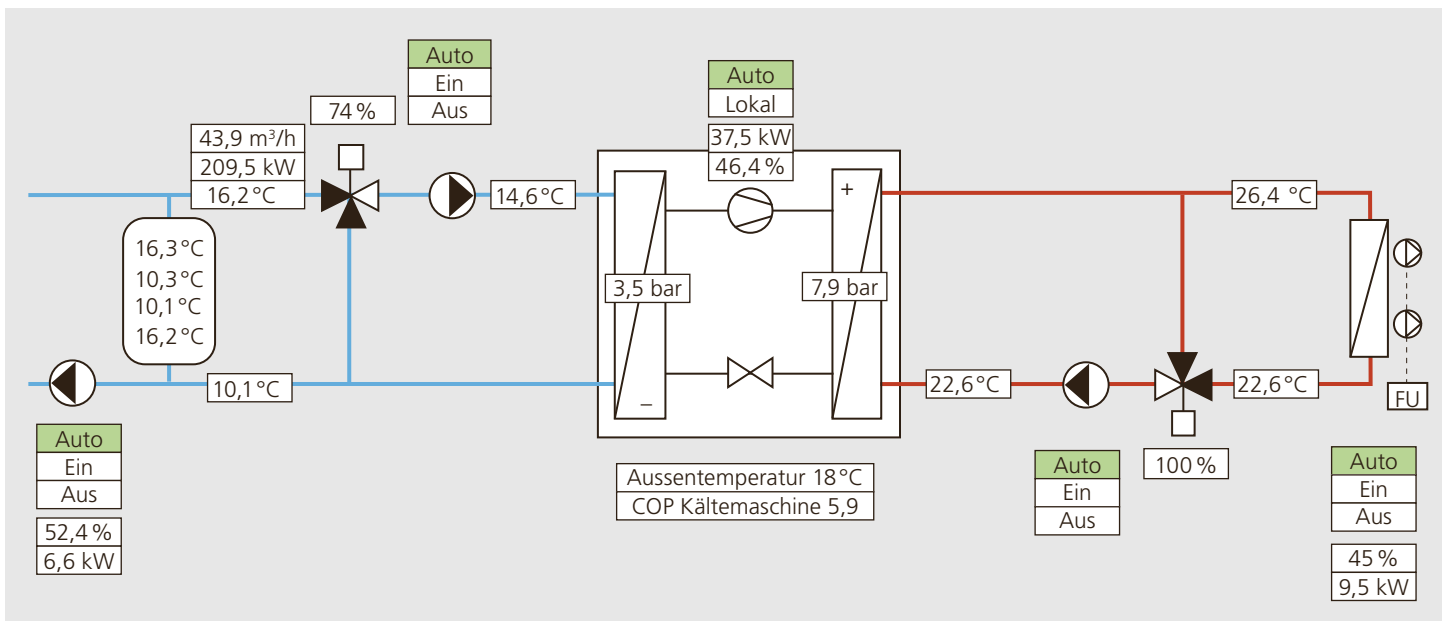 Auto
Ein
Aus
74 %
43,9 m³/h
209,5 kW
16,2 °C
14,6 °C
16,3 °C
10,3 °C
10,1 °C
16,2 °C
10,1 °C
Auto
Ein
Aus
52,4 %
6,6 kW
Auto
Lokal
37,5 kW
46,4 %
+
3,5 bar
7,9 bar
–
Aussentemperatur 18 °C
COP Kältemaschine 5,9
26,4 °C
22,6 °C
22,6 °C
FU
Auto
Ein
Aus
100 %
Auto
Ein
Aus
45 %
9,5 kW